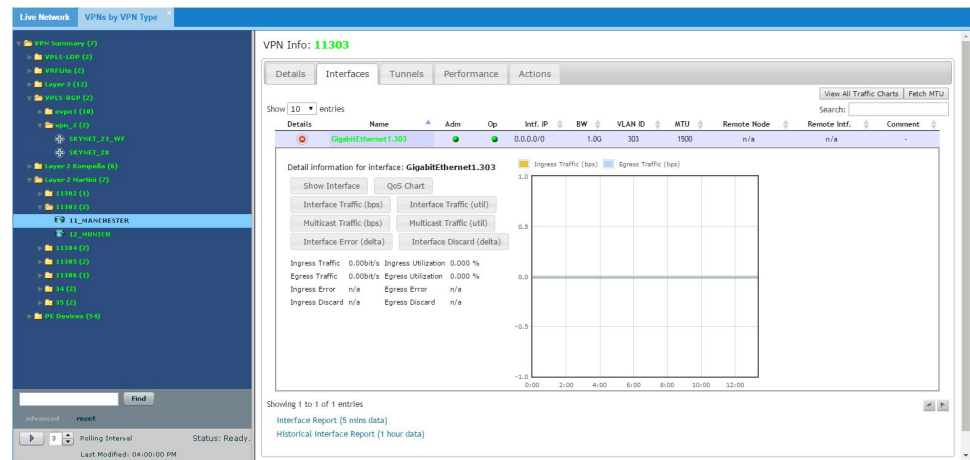 Live Network VPNs by VPN Type
VPN Summary (7)
VPLS-LDP (2)
VRFLite (2)
Layer 3 (12)
VPLS-BGP (2)
evpn1 (10)
vpn_2 (2)
SKYNET_23_WF
SKYNET_28
Layer 2 Kompella (6)
Layer 2 Martini (7)
11302 (1)
11303 (2)
11_MANCHESTER
12_MUNICH
11304 (2)
11305 (2)
11306 (1)
34 (2)
35 (2)
PE Devices (54)
Find
advanced reset
3 Polling Interval Status: Ready.
Last Modified: 04:00:00 PM
VPN Info: 11303
Details Interfaces Tunnels Performance Actions
View All Traffic Charts Fetch MTU
Show 10 entries Search:
Details Name Adm Op Intf. IP BW VLAN ID MTU Remote Node Remote Intf. Comment
GigabitEthernet1.303 0.0.0.0/0 1.0G 303 1500 n/a n/a -
Detail information for interface: GigabitEthernet1.303
Show Interface QoS Chart
Interface Traffic (bps) Interface Traffic (util)
Multicast Traffic (bps) Multicast Traffic (util)
Interface Error (delta) Interface Discard (delta)
Ingress Traffic 0.00bit/s Ingress Utilization 0.000 %
Egress Traffic 0.00bit/s Egress Utilization 0.000 %
Ingress Error n/a Egress Error n/a
Ingress Discard n/a Egress Discard n/a
Ingress Traffic (bps) Egress Traffic (bps)
1.0
0.5
0.0
-0.5
-1.0
0:00 2:00 4:00 6:00 8:00 10:00 12:00
Showing 1 to 1 of 1 entries
Interface Report (5 mins data)
Historical Interface Report (1 hour data)